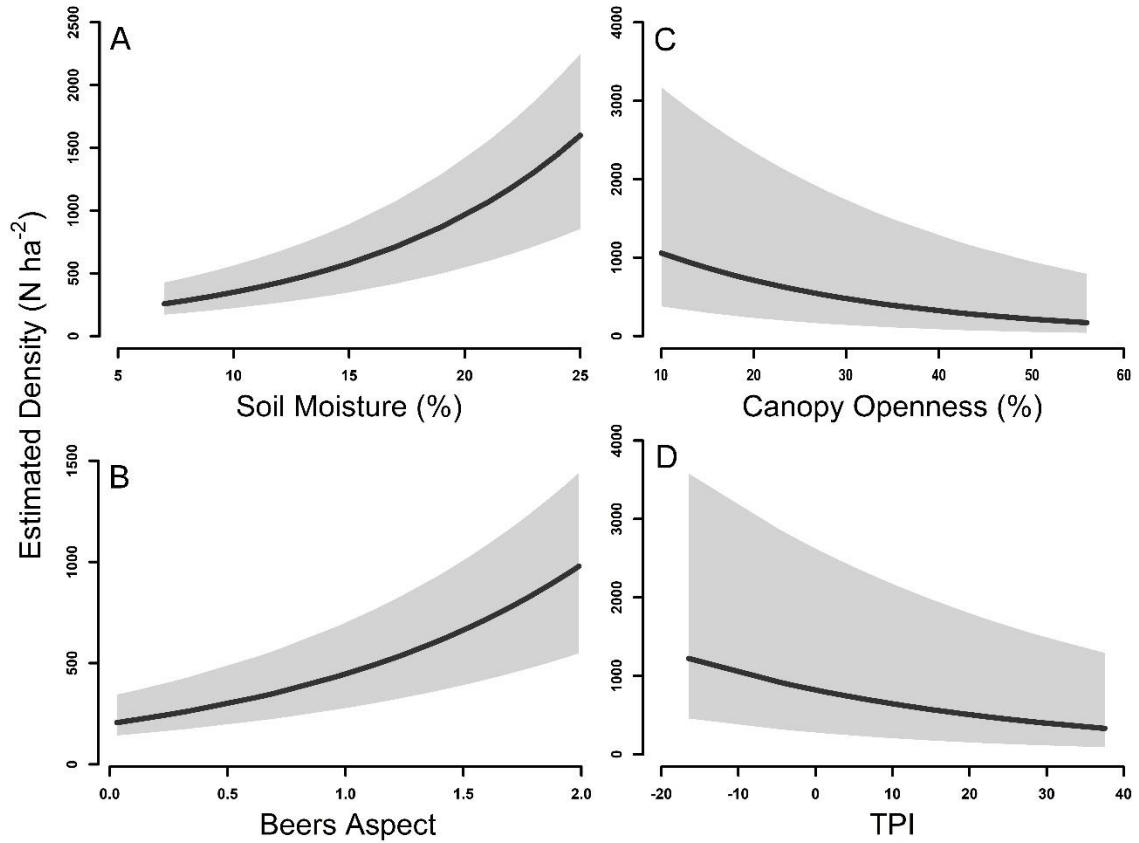 Estimated Density (N ha⁻²)
A
2500
2000
1500
1000
500
0
5 10 15 20 25
Soil Moisture (%)
C
4000
3000
2000
1000
0
10 20 30 40 50 60
Canopy Openness (%)
B
1500
1000
500
0
0.0 0.5 1.0 1.5 2.0
Beers Aspect
D
4000
3000
2000
1000
0
-20 -10 0 10 20 30 40
TPI